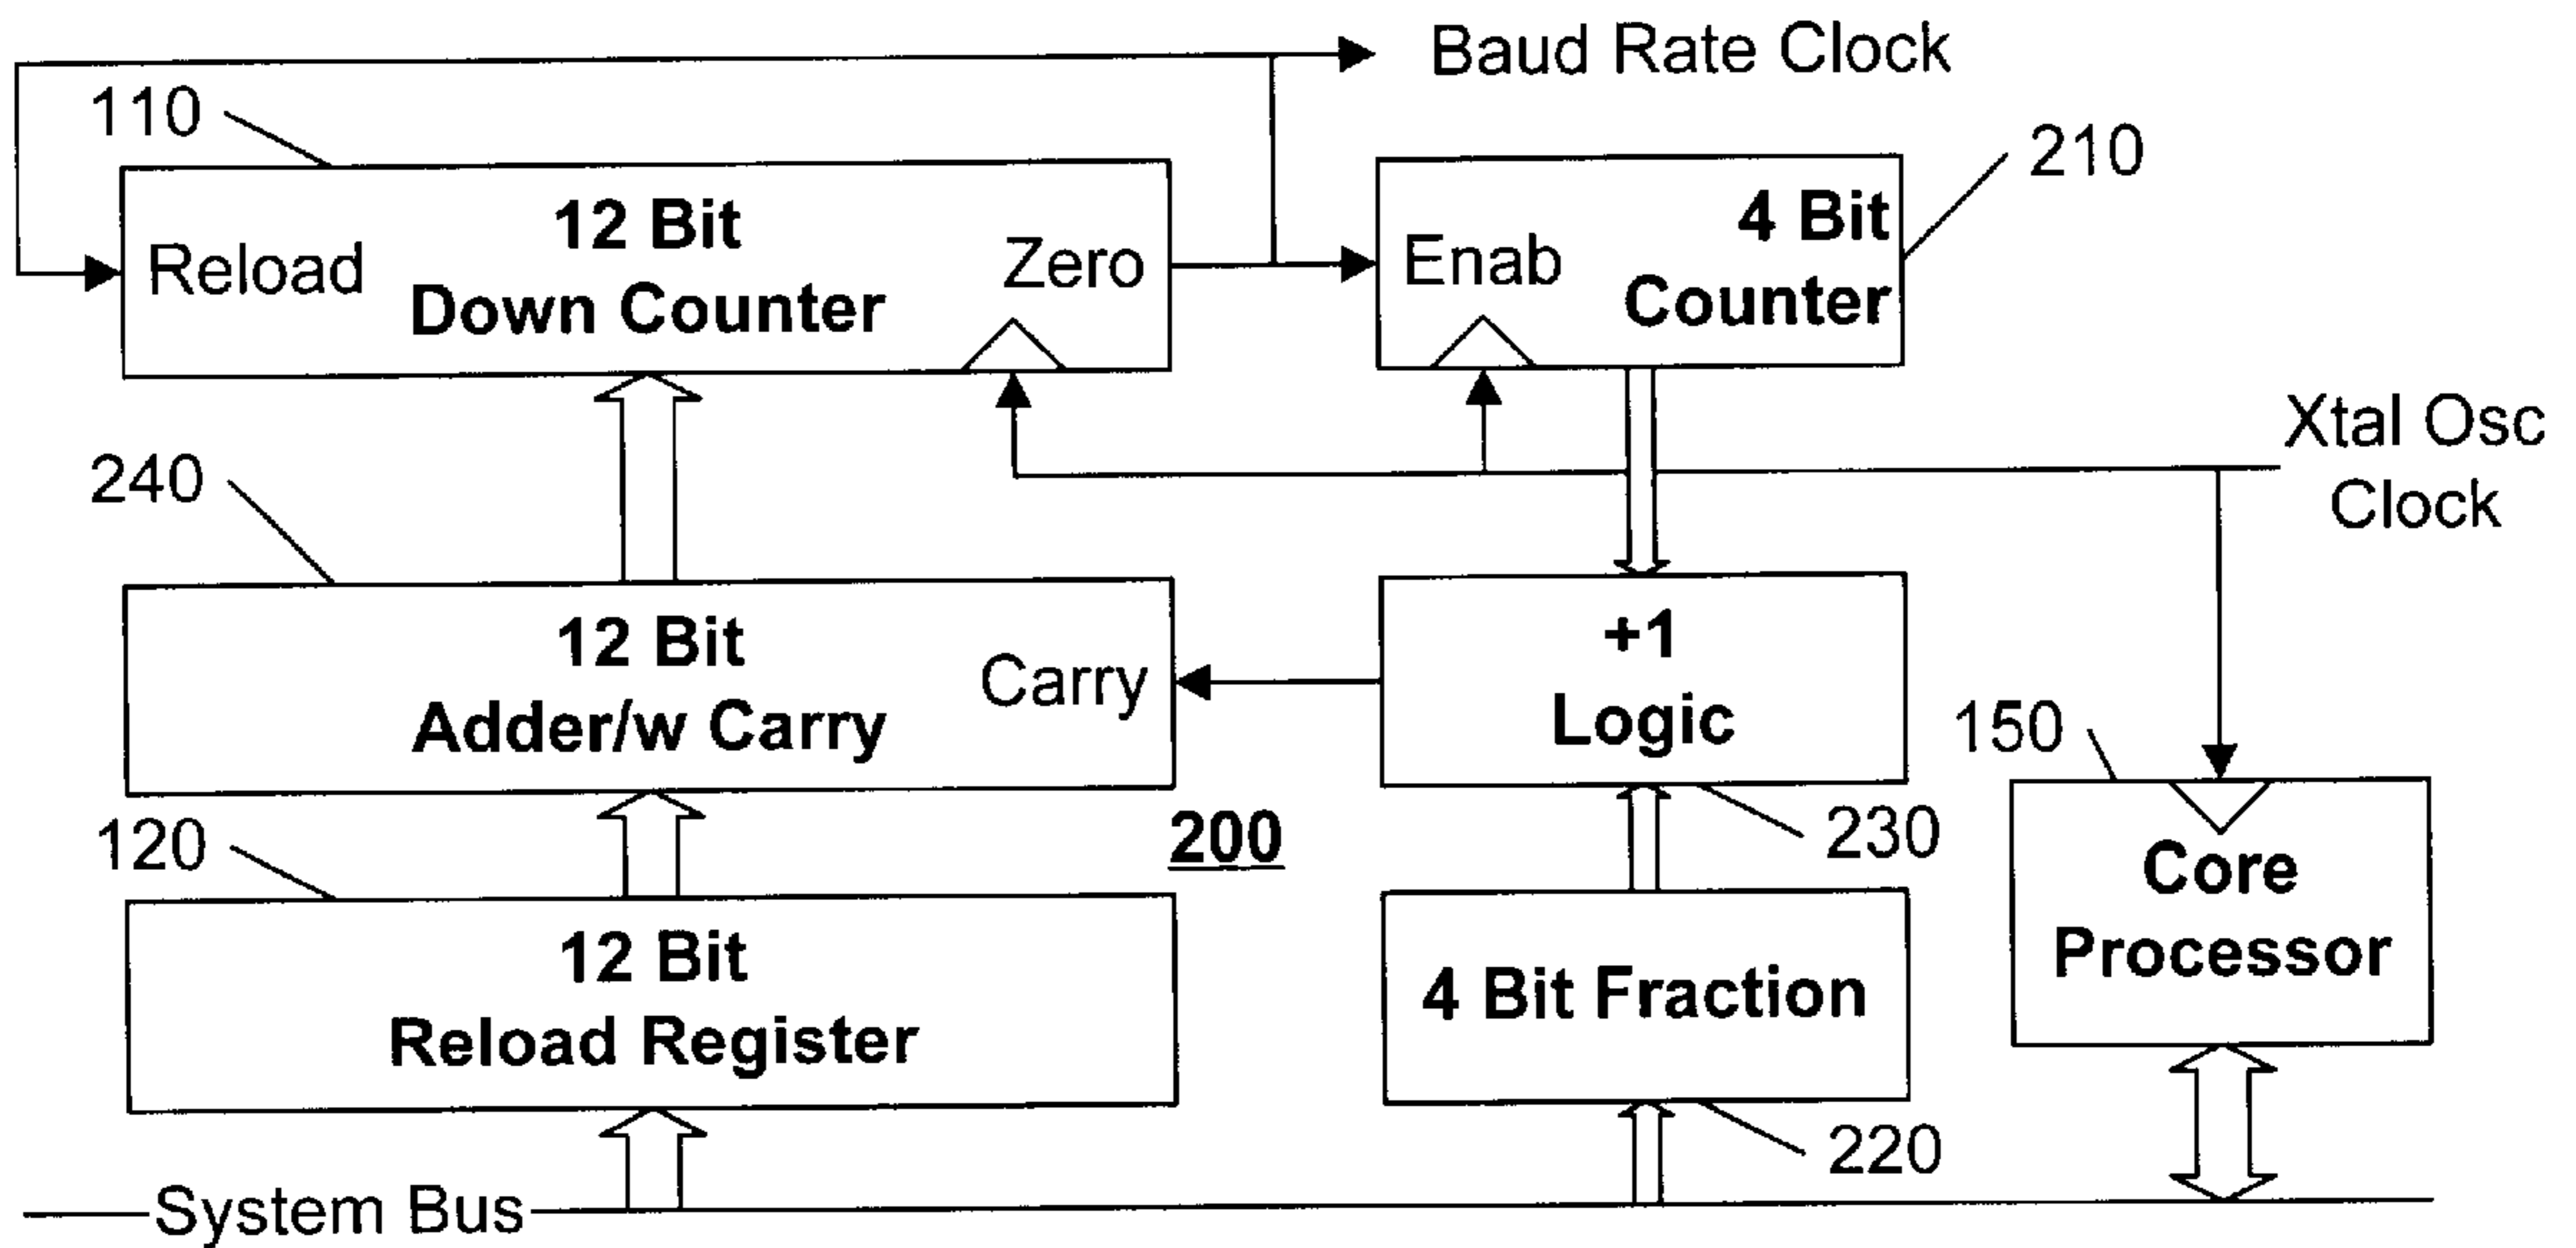 Baud Rate Clock
110
210
12 Bit
Down Counter
Reload
Zero
Enab
4 Bit
Counter
Xtal Osc
Clock
240
12 Bit
Adder/w Carry
Carry
+1
Logic
150
120
200
230
Core
Processor
12 Bit
Reload Register
4 Bit Fraction
220
System Bus